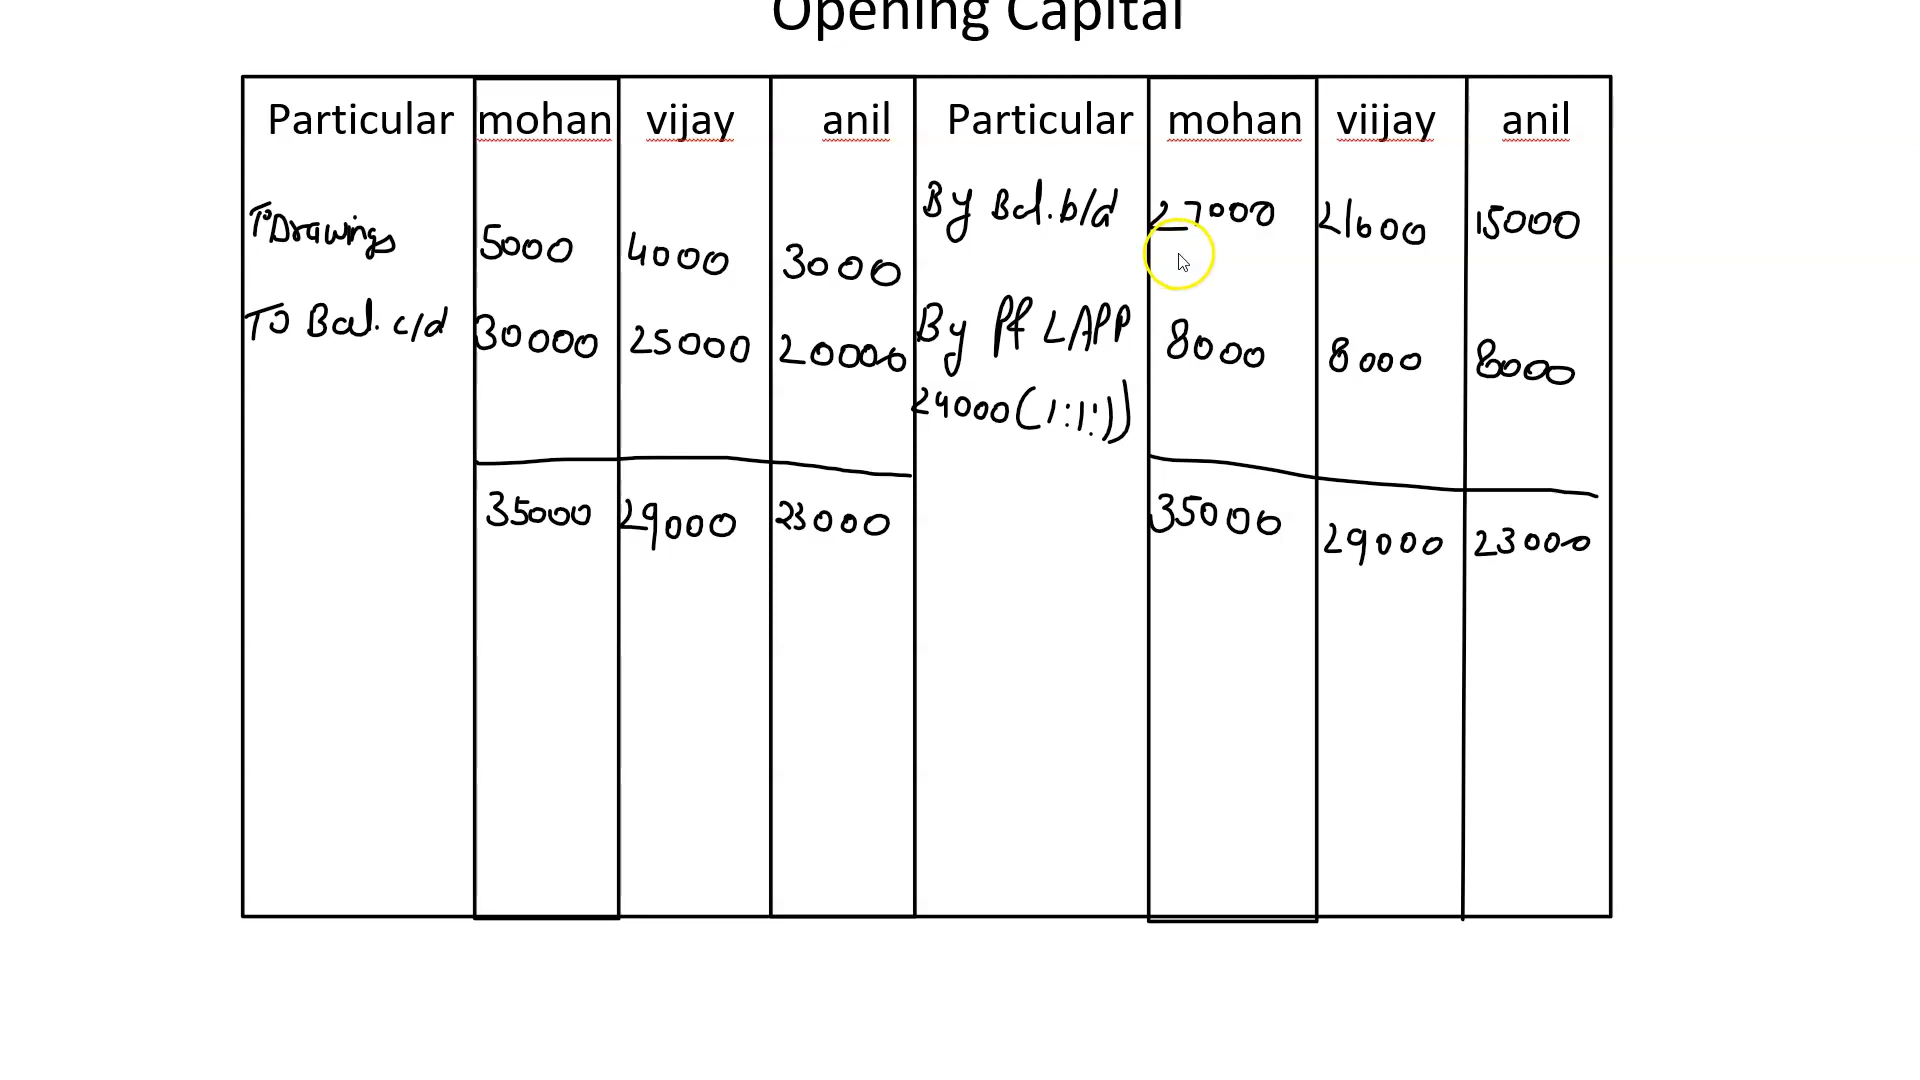 Opening Capital
Particular mohan vijay anil Particular mohan viijay anil
To Drawings 5000 4000 3000 By Bal. b/d 27000 21600 15000
To Bal. c/d 30000 25000 20000 By Pf LAPP 8000 8000 8000
24000 (1:1:1)
35000 29000 23000 35000 29000 23000